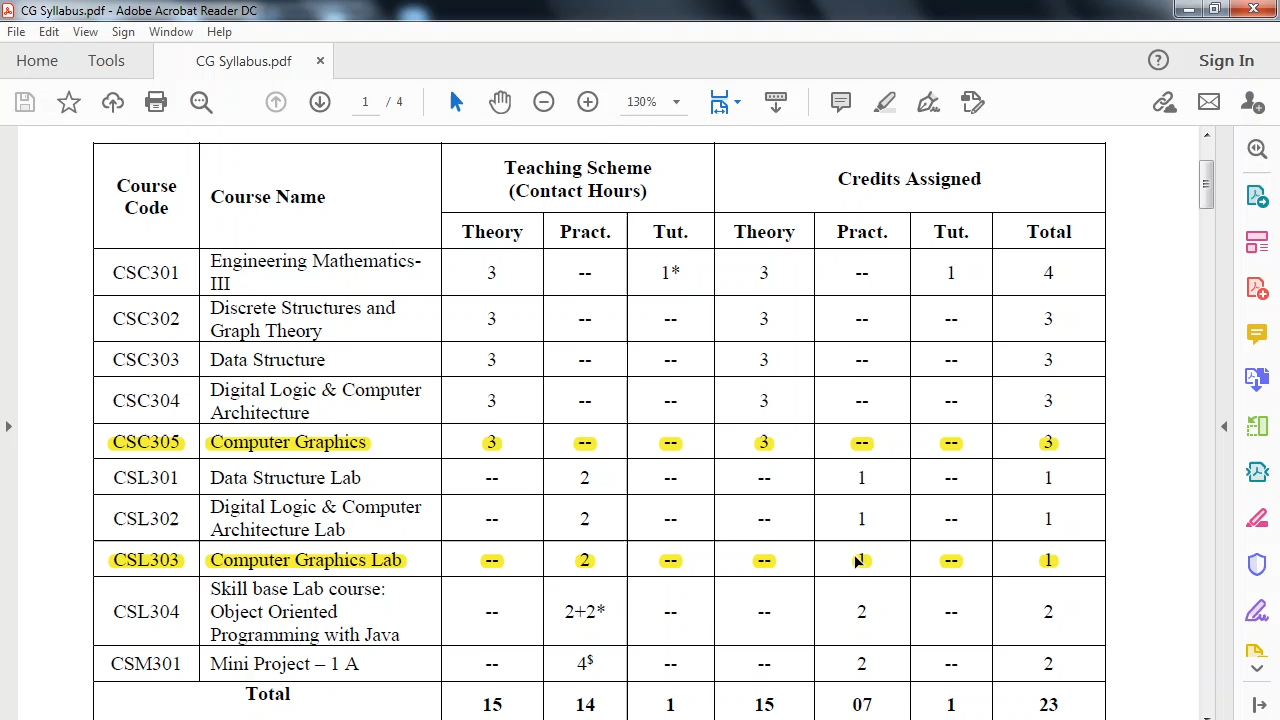 CG Syllabus.pdf - Adobe Acrobat Reader DC
File Edit View Sign Window Help
Home Tools CG Syllabus.pdf × ? Sign In
1 / 4 130%
Course Code Course Name Teaching Scheme (Contact Hours) Credits Assigned
Theory Pract. Tut. Theory Pract. Tut. Total
CSC301 Engineering Mathematics-III 3 -- 1* 3 -- 1 4
CSC302 Discrete Structures and Graph Theory 3 -- -- 3 -- -- 3
CSC303 Data Structure 3 -- -- 3 -- -- 3
CSC304 Digital Logic & Computer Architecture 3 -- -- 3 -- -- 3
CSC305 Computer Graphics 3 -- -- 3 -- -- 3
CSL301 Data Structure Lab -- 2 -- -- 1 -- 1
CSL302 Digital Logic & Computer Architecture Lab -- 2 -- -- 1 -- 1
CSL303 Computer Graphics Lab -- 2 -- -- 1 -- 1
CSL304 Skill base Lab course: Object Oriented Programming with Java -- 2+2* -- -- 2 -- 2
CSM301 Mini Project – 1 A -- 4$ -- -- 2 -- 2
Total 15 14 1 15 07 1 23